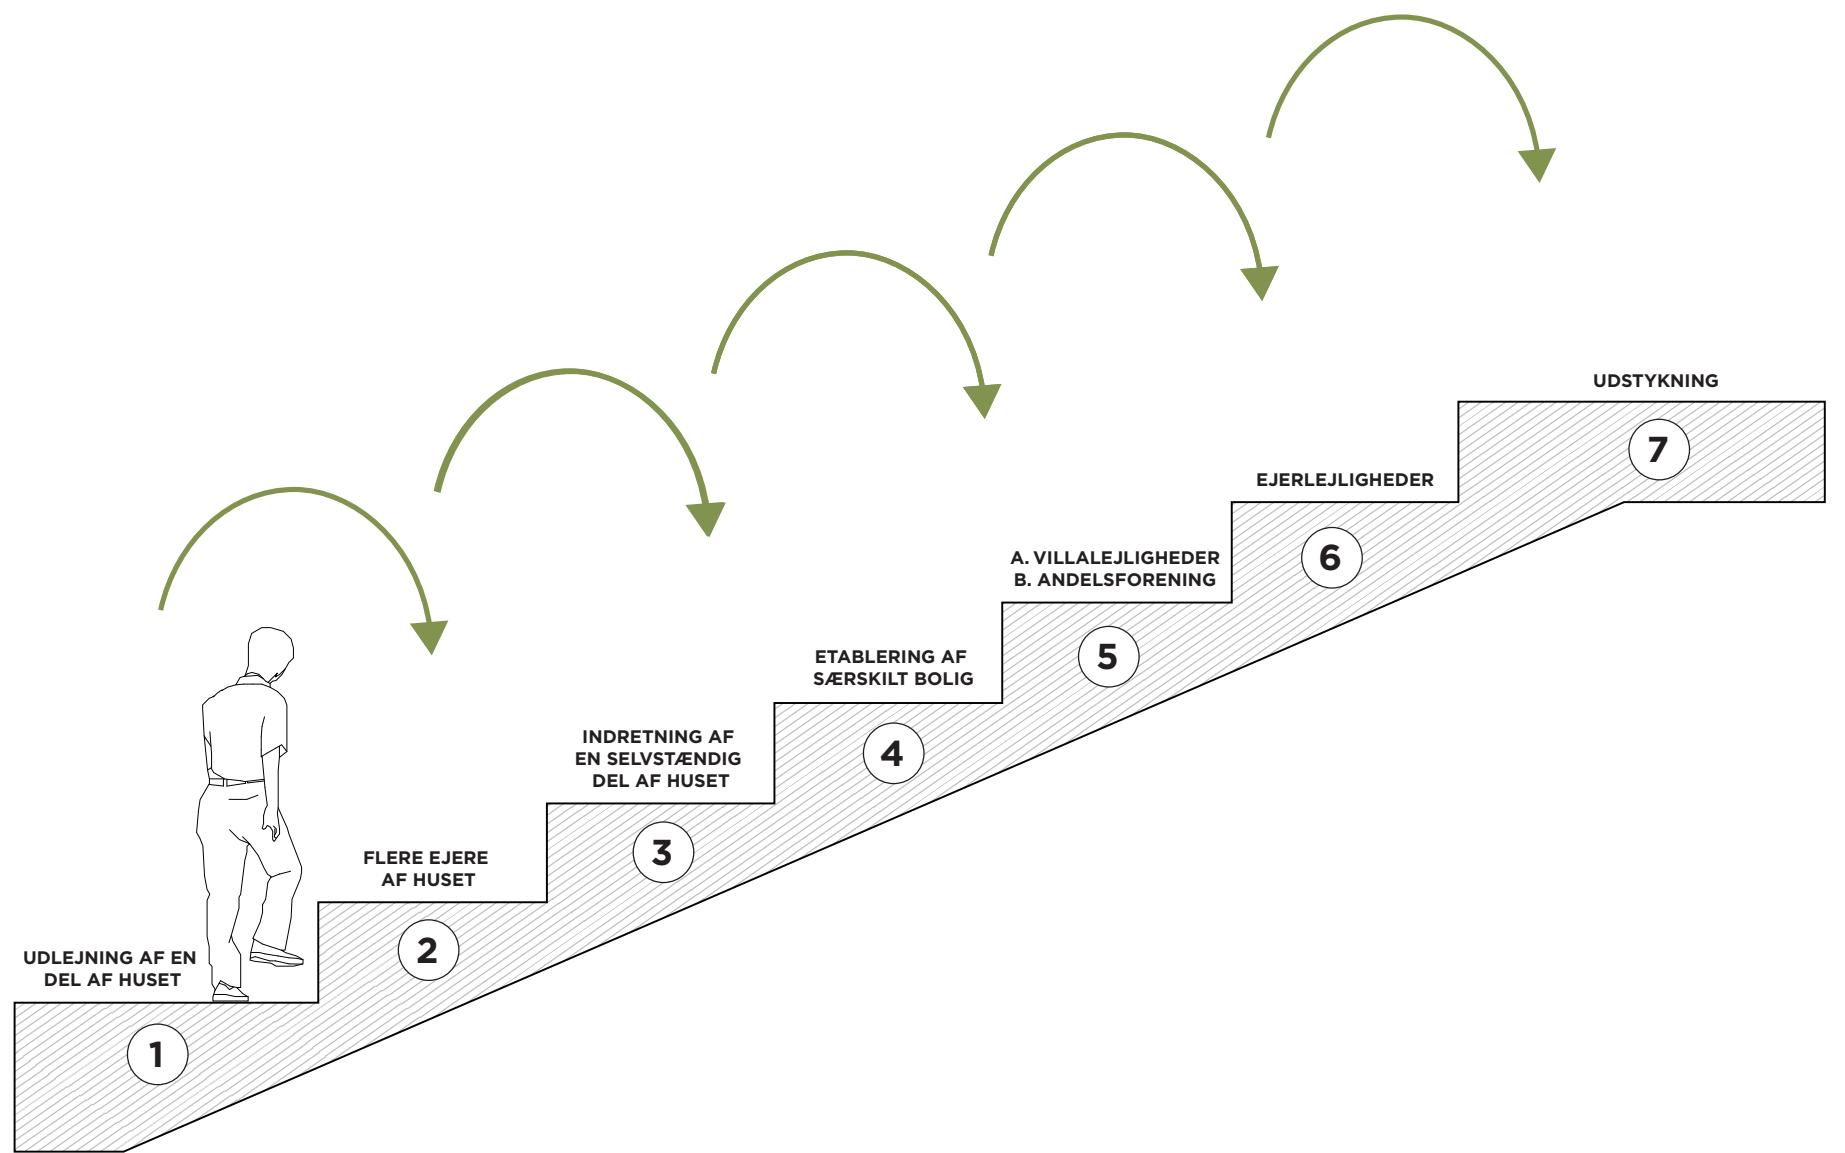 UDLEJNING AF EN
DEL AF HUSET
1
FLERE EJERE
AF HUSET
2
INDRETNING AF
EN SELVSTÆNDIG
DEL AF HUSET
3
ETABLERING AF
SÆRSKILT BOLIG
4
A. VILLALEJLIGHEDER
B. ANDELSFORENING
5
EJERLEJLIGHEDER
6
UDSTYKNING
7